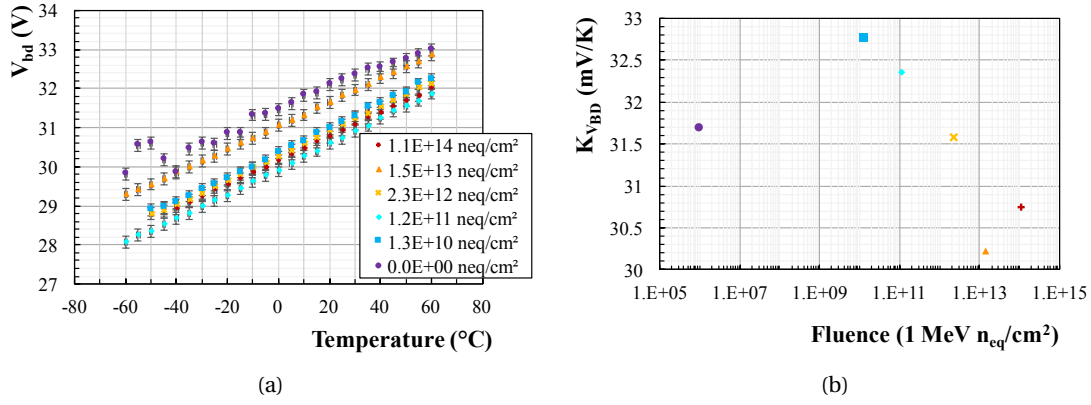 V_bd (V)
34
33
32
31
30
29
28
27
-80 -60 -40 -20 0 20 40 60 80
Temperature (°C)
1.1E+14 neq/cm²
1.5E+13 neq/cm²
2.3E+12 neq/cm²
1.2E+11 neq/cm²
1.3E+10 neq/cm²
0.0E+00 neq/cm²
(a)
K_VBD (mV/K)
33
32.5
32
31.5
31
30.5
30
1.E+05 1.E+07 1.E+09 1.E+11 1.E+13 1.E+15
Fluence (1 MeV n_eq/cm²)
(b)